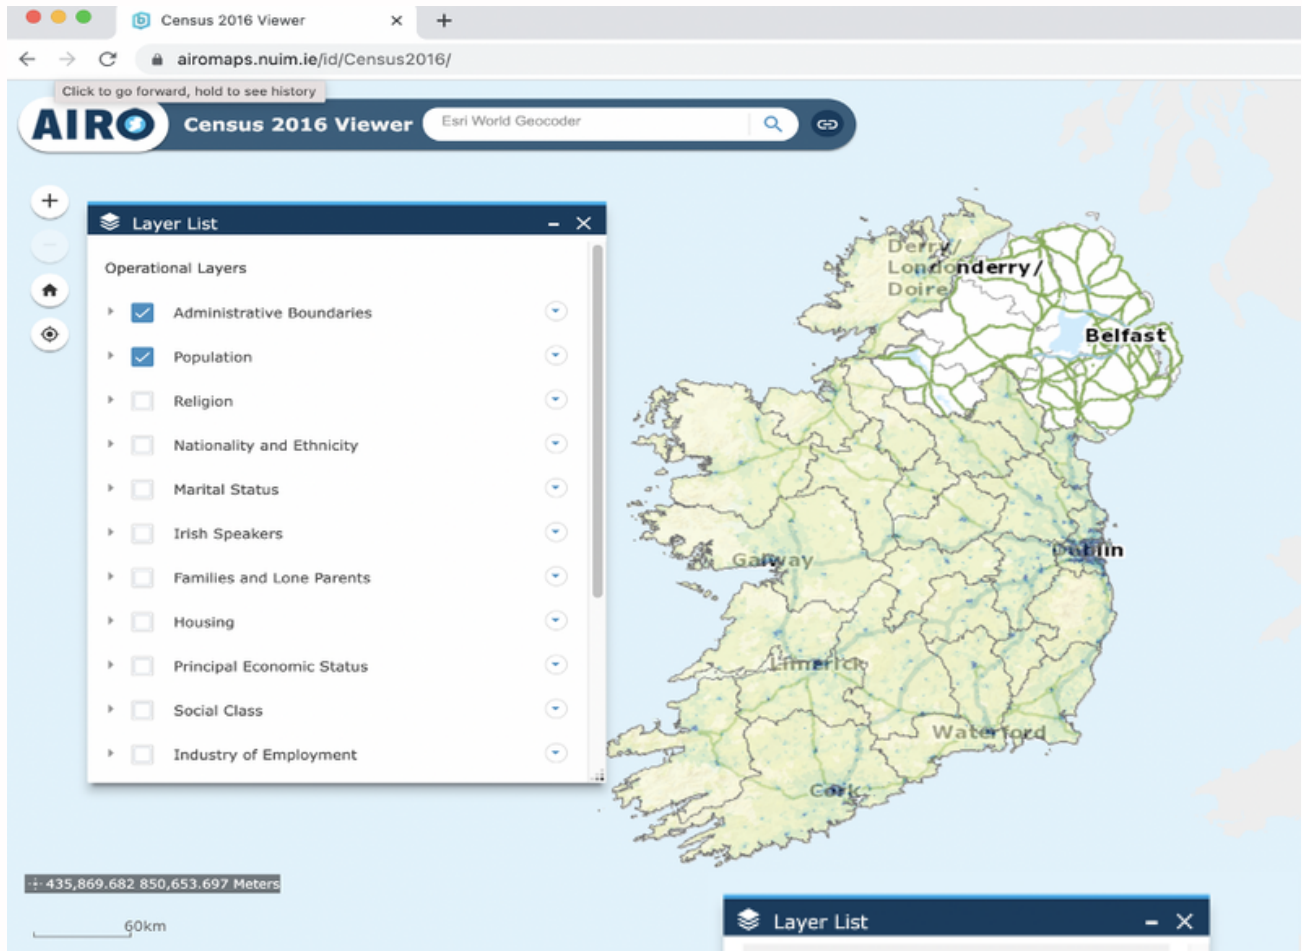 Census 2016 Viewer
airomaps.nuim.ie/id/Census2016/
Click to go forward, hold to see history
AIRO Census 2016 Viewer Esri World Geocoder
Layer List
Operational Layers
Administrative Boundaries
Population
Religion
Nationality and Ethnicity
Marital Status
Irish Speakers
Families and Lone Parents
Housing
Principal Economic Status
Social Class
Industry of Employment
Derry/
Londonderry/
Doire
Belfast
Dublin
Galway
Limerick
Waterford
Cork
435,869.682 850,653.697 Meters
60km
Layer List